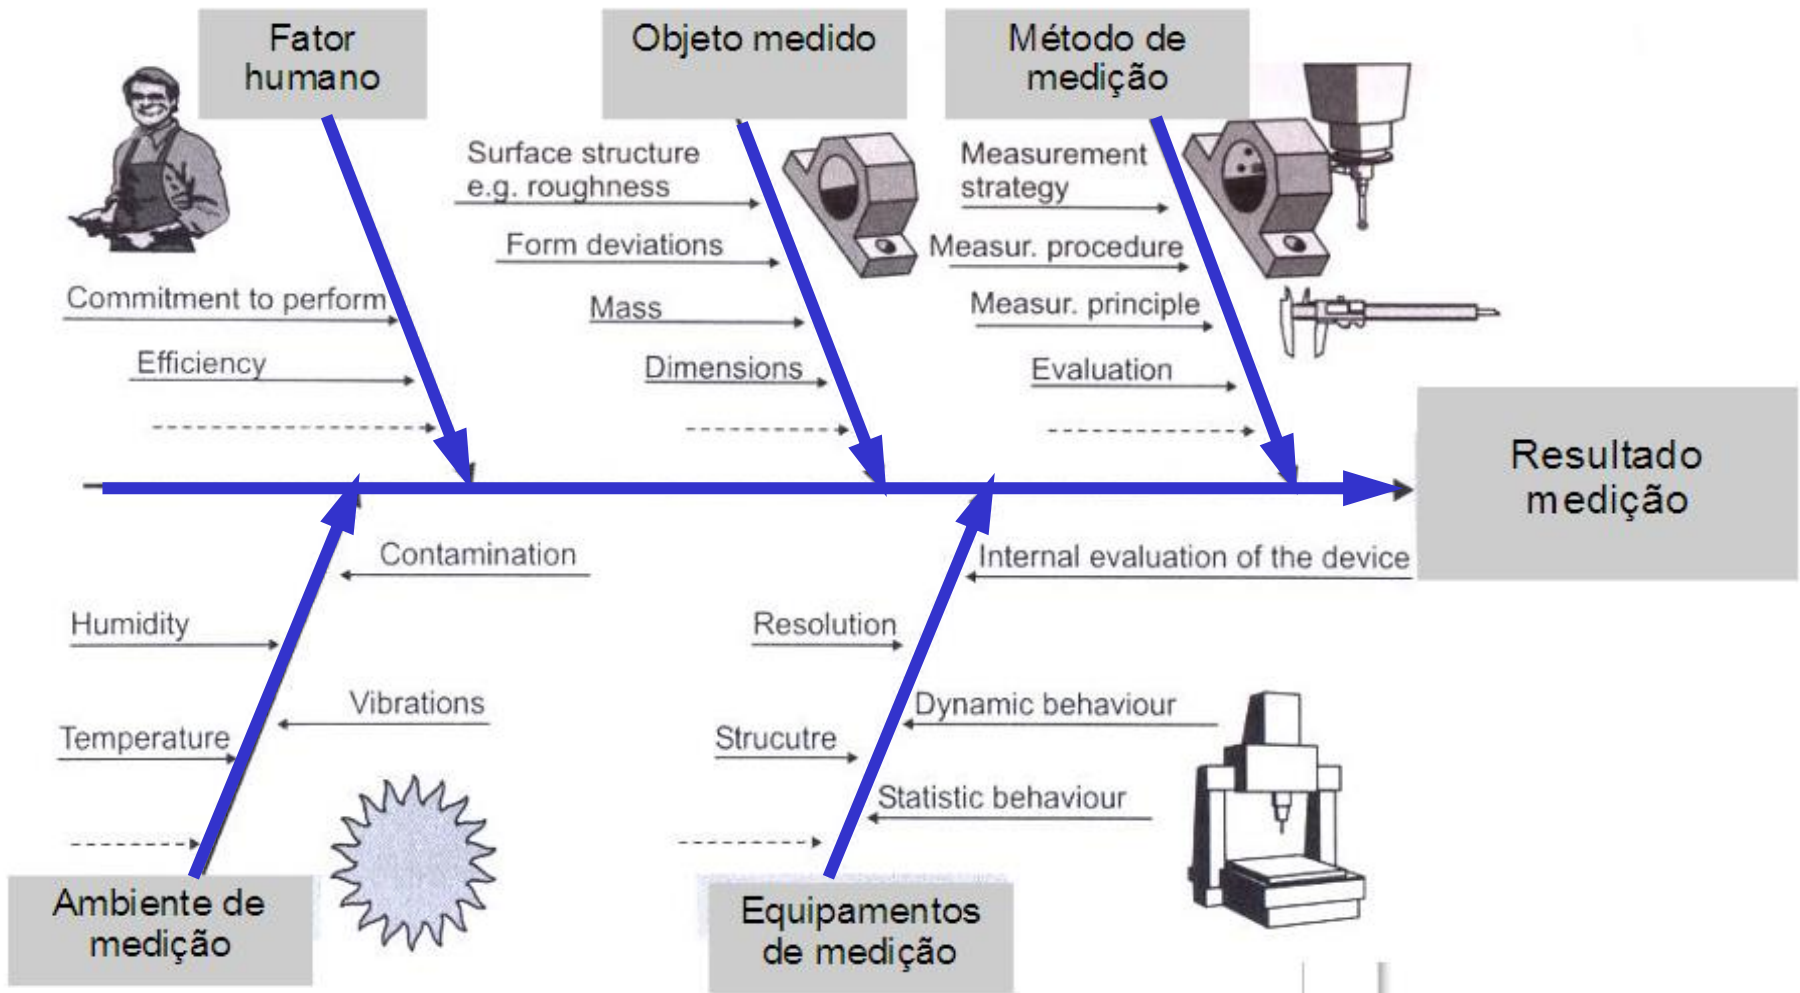 Fator
humano
Objeto medido
Método de
medição
Surface structure
e.g. roughness
Form deviations
Mass
Dimensions
Measurement
strategy
Measur. procedure
Measur. principle
Evaluation
Commitment to perform
Efficiency
Resultado
medição
Contamination
Humidity
Vibrations
Temperature
Internal evaluation of the device
Resolution
Dynamic behaviour
Strucutre
Statistic behaviour
Ambiente de
medição
Equipamentos
de medição